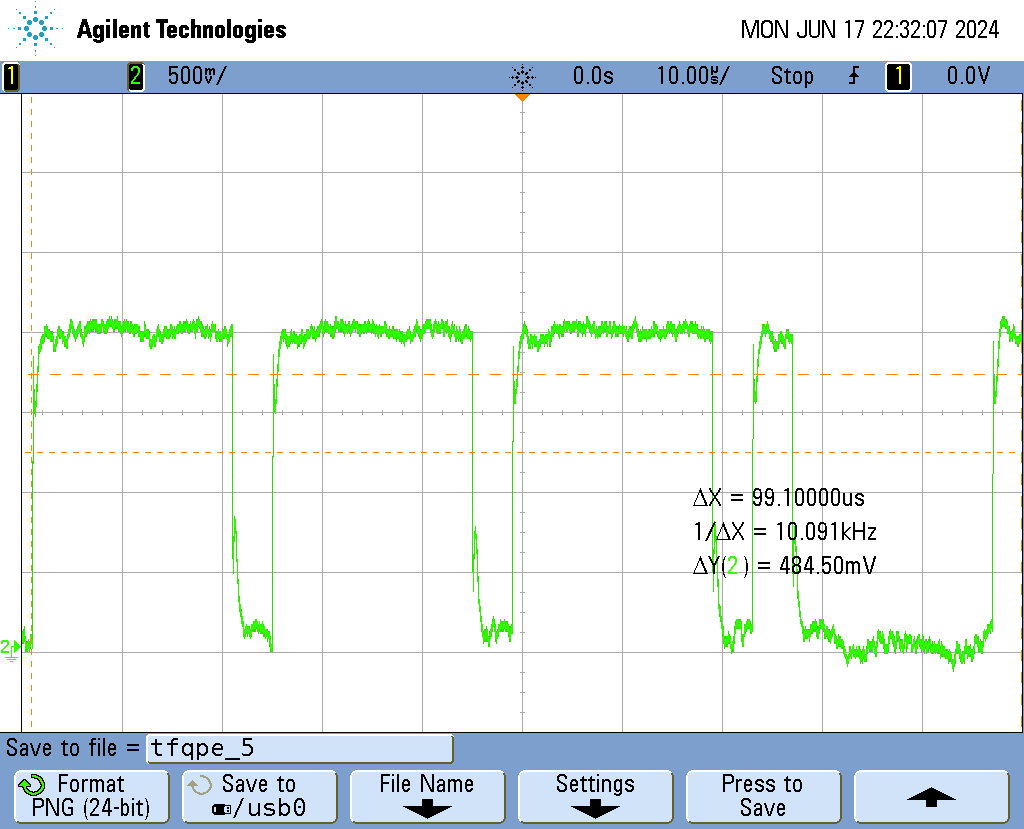 Agilent Technologies
MON JUN 17 22:32:07 2024
1 2 500mV/ 0.0s 10.00us/ Stop 1 0.0V
ΔX = 99.10000us
1/ΔX = 10.091kHz
ΔY(2) = 484.50mV
2
Save to file = tfqpe_5
Format
PNG (24-bit)
Save to
/usb0
File Name
Settings
Press to
Save